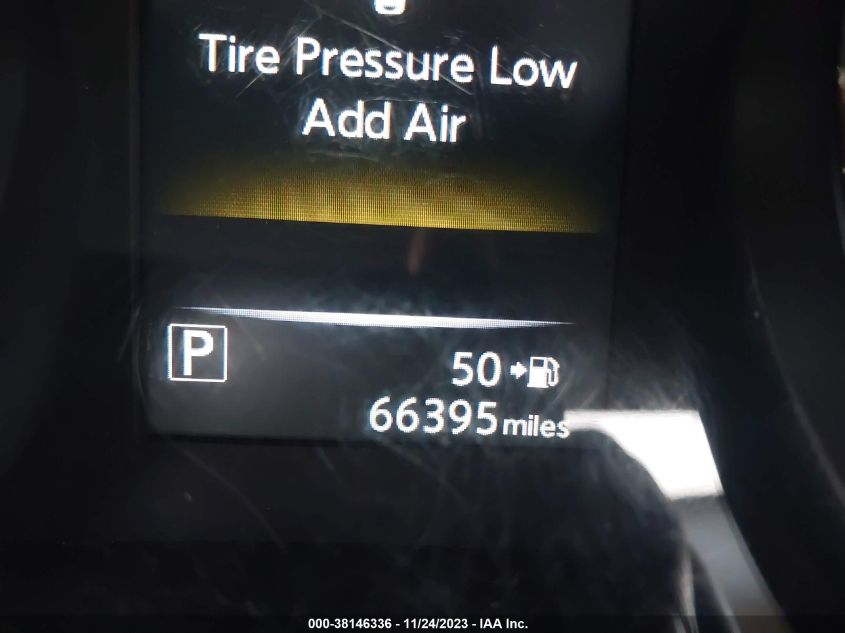 Tire Pressure Low
Add Air
P
50
66395 miles
000-38146336 - 11/24/2023 - IAA Inc.